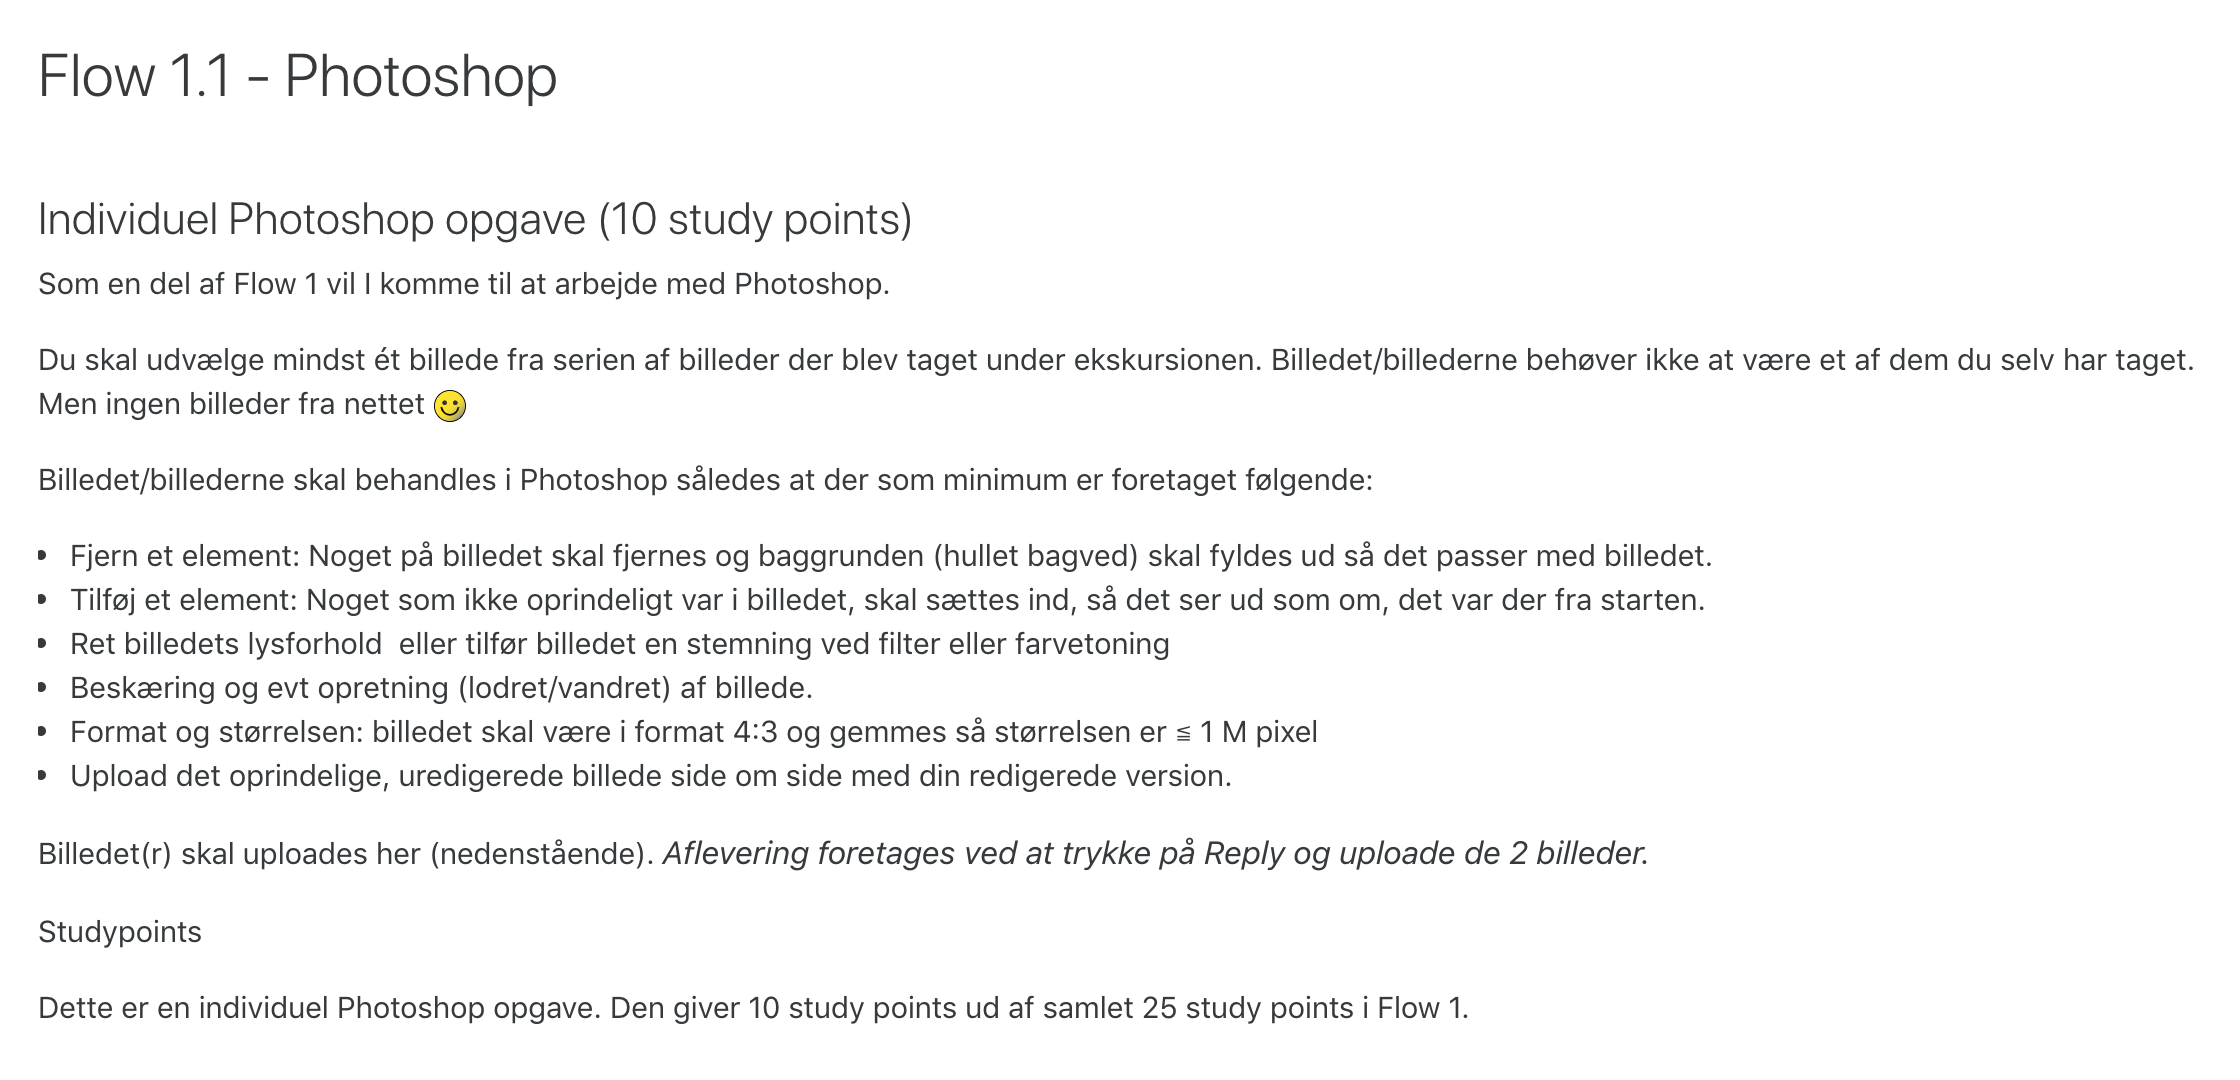 Flow 1.1 - Photoshop
Individuel Photoshop opgave (10 study points)
Som en del af Flow 1 vil I komme til at arbejde med Photoshop.
Du skal udvælge mindst ét billede fra serien af billeder der blev taget under ekskursionen. Billedet/billederne behøver ikke at være et af dem du selv har taget.
Men ingen billeder fra nettet
Billedet/billederne skal behandles i Photoshop således at der som minimum er foretaget følgende:
• Fjern et element: Noget på billedet skal fjernes og baggrunden (hullet bagved) skal fyldes ud så det passer med billedet.
• Tilføj et element: Noget som ikke oprindeligt var i billedet, skal sættes ind, så det ser ud som om, det var der fra starten.
• Ret billedets lysforhold  eller tilfør billedet en stemning ved filter eller farvetoning
• Beskæring og evt opretning (lodret/vandret) af billede.
• Format og størrelsen: billedet skal være i format 4:3 og gemmes så størrelsen er ≦ 1 M pixel
• Upload det oprindelige, uredigerede billede side om side med din redigerede version.
Billedet(r) skal uploades her (nedenstående). Aflevering foretages ved at trykke på Reply og uploade de 2 billeder.
Studypoints
Dette er en individuel Photoshop opgave. Den giver 10 study points ud af samlet 25 study points i Flow 1.